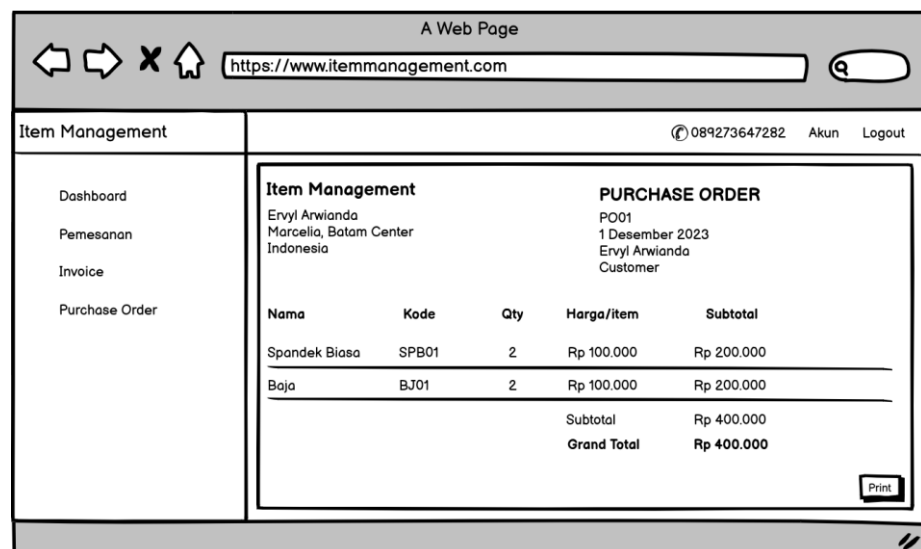 A Web Page
https://www.itemmanagement.com
Item Management
089273647282 Akun Logout
Dashboard
Pemesanan
Invoice
Purchase Order
Item Management
Ervyl Arwianda
Marcelia, Batam Center
Indonesia
PURCHASE ORDER
PO01
1 Desember 2023
Ervyl Arwianda
Customer
Nama Kode Qty Harga/item Subtotal
Spandek Biasa SPB01 2 Rp 100.000 Rp 200.000
Baja BJ01 2 Rp 100.000 Rp 200.000
Subtotal Rp 400.000
Grand Total Rp 400.000
Print